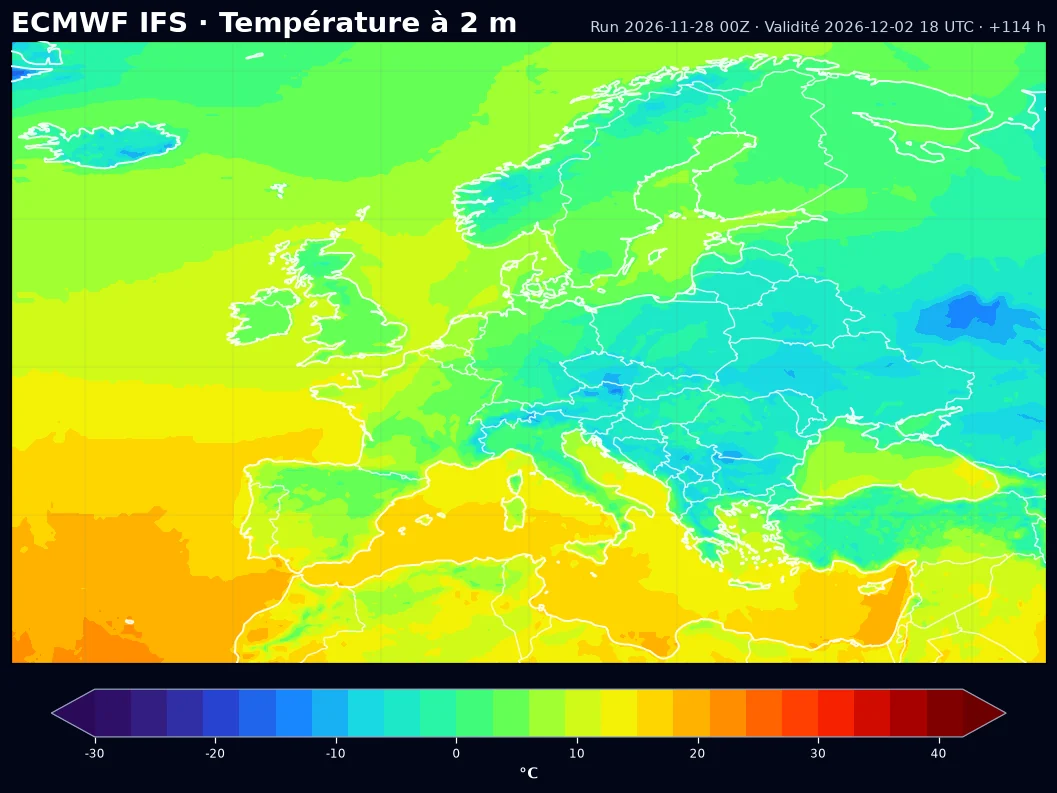 ECMWF IFS · Température à 2 m
Run 2026-11-28 00Z · Validité 2026-12-02 18 UTC · +114 h
-30 -20 -10 0 10 20 30 40
°C